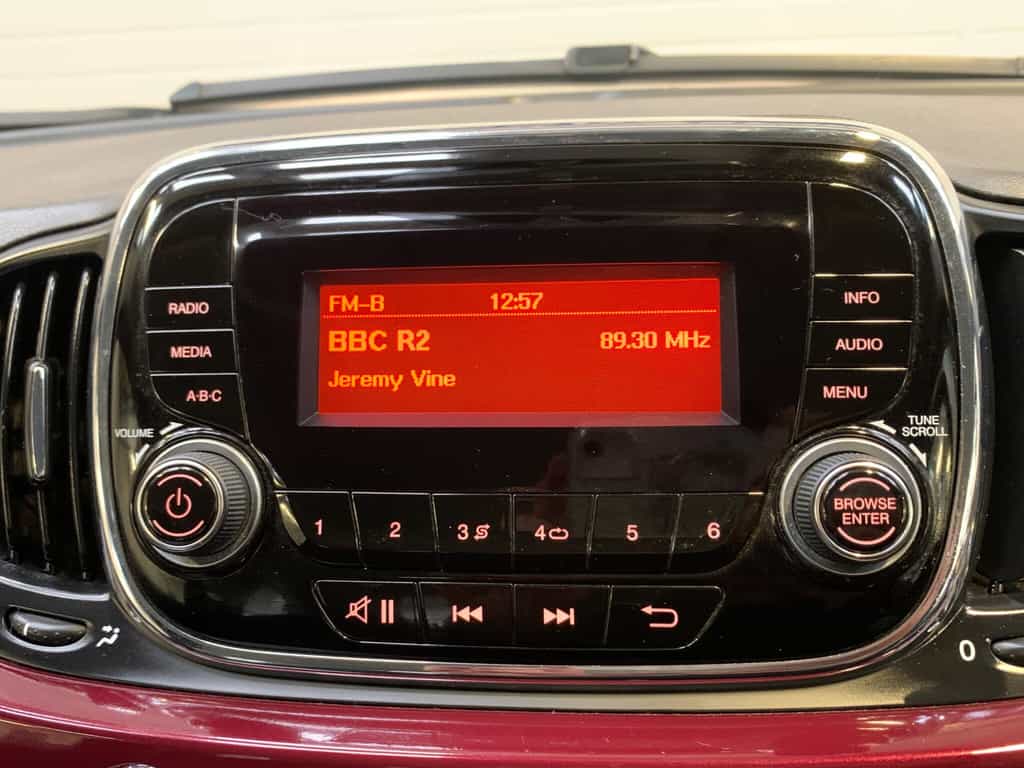 FM-B 12:57
BBC R2 89.30 MHz
Jeremy Vine
RADIO
MEDIA
A·B·C
VOLUME
INFO
AUDIO
MENU
TUNE
SCROLL
BROWSE
ENTER
1 2 3 4 5 6
0